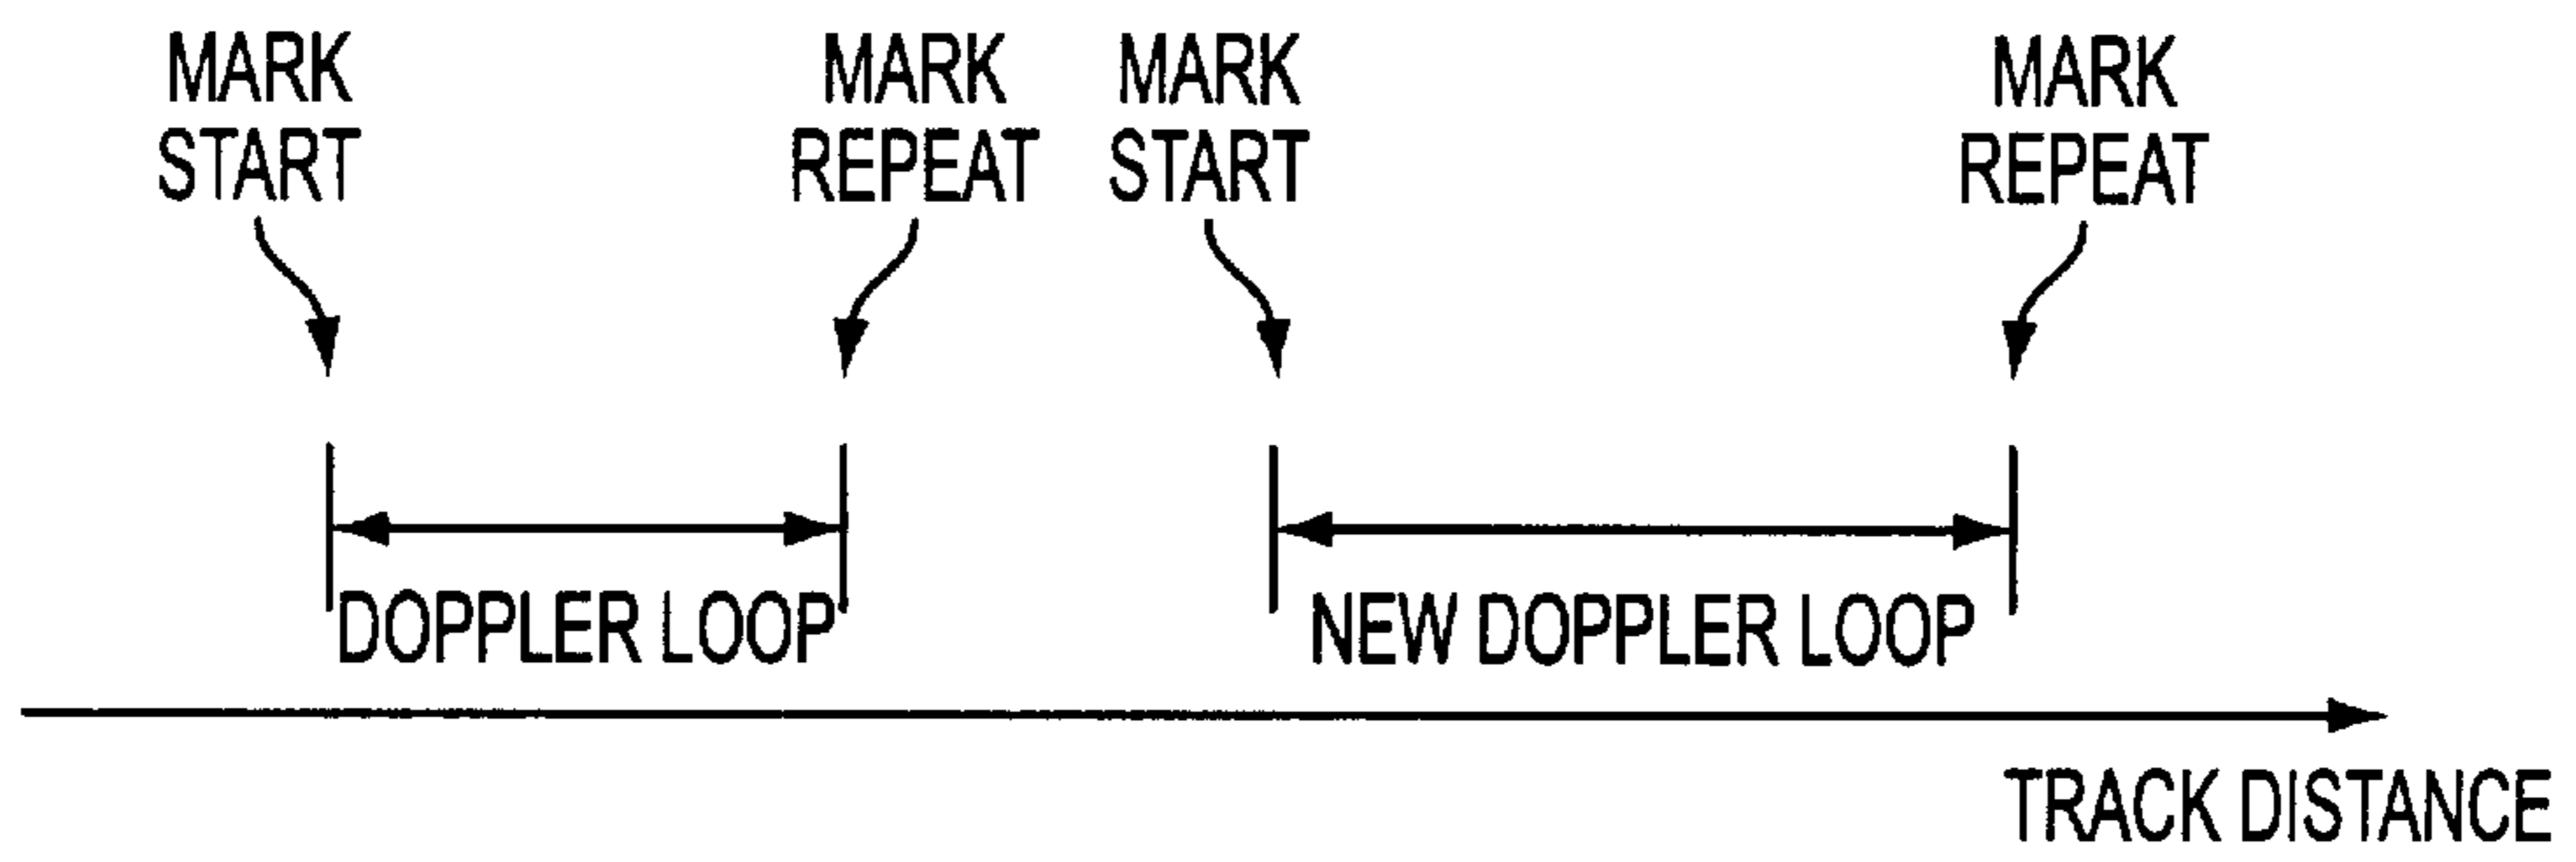 MARK
START
MARK
REPEAT
MARK
START
MARK
REPEAT
DOPPLER LOOP
NEW DOPPLER LOOP
TRACK DISTANCE